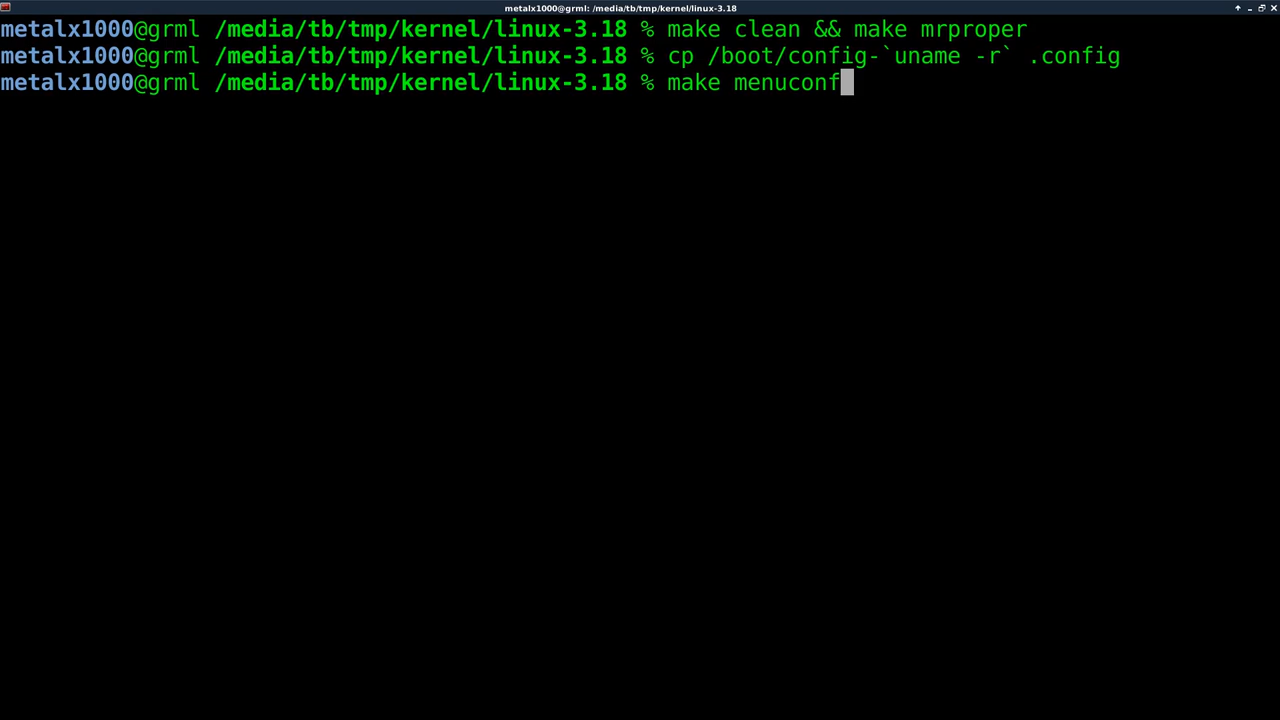 metalx1000@grml: /media/tb/tmp/kernel/linux-3.18
metalx1000@grml /media/tb/tmp/kernel/linux-3.18 % make clean && make mrproper
metalx1000@grml /media/tb/tmp/kernel/linux-3.18 % cp /boot/config-`uname -r` .config
metalx1000@grml /media/tb/tmp/kernel/linux-3.18 % make menuconf